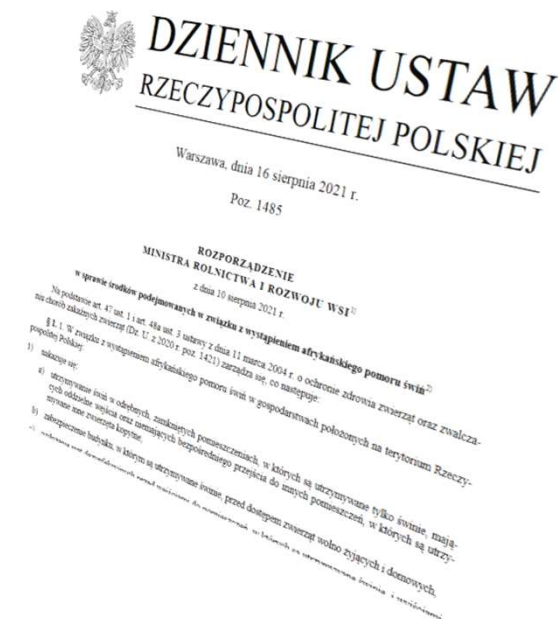 DZIENNIK USTAW
RZECZYPOSPOLITEJ POLSKIEJ
Warszawa, dnia 16 sierpnia 2021 r.
Poz. 1485
ROZPORZĄDZENIE
MINISTRA ROLNICTWA I ROZWOJU WSI1)
z dnia 10 sierpnia 2021 r.
w sprawie środków podejmowanych w związku z wystąpieniem afrykańskiego pomoru świń2)
Na podstawie art. 47 ust. 1 i art. 48a ust. 3 ustawy z dnia 11 marca 2004 r. o ochronie zdrowia zwierząt oraz zwalcza-
niu chorób zakaźnych zwierząt (Dz. U. z 2020 r. poz. 1421) zarządza się, co następuje:
§ 1. 1. W związku z wystąpieniem afrykańskiego pomoru świń w gospodarstwach położonych na terytorium Rzeczy-
pospolitej Polskiej:
1) nakazuje się:
a) utrzymywanie świń w odrębnych, zamkniętych pomieszczeniach, w których są utrzymywane tylko świnie, mają-
cych oddzielne wejścia oraz niemających bezpośredniego przejścia do innych pomieszczeń, w których są utrzy-
mywane inne zwierzęta kopytne,
b) zabezpieczenie budynku, w którym są utrzymywane świnie, przed dostępem zwierząt wolno żyjących i domowych,